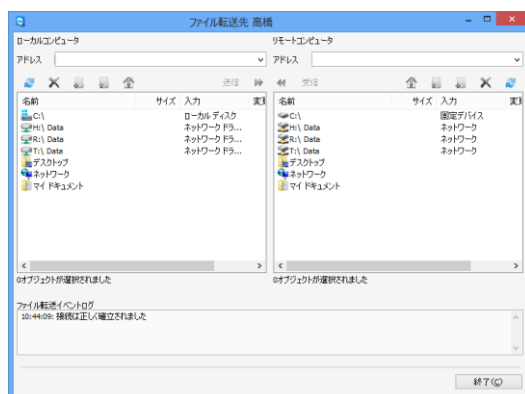 ファイル転送先 高橋
ローカルコンピュータ
アドレス
送信
名前 サイズ 入力 変更
C:\ ローカル ディスク
H:\ Data ネットワーク ドラ...
R:\ Data ネットワーク ドラ...
T:\ Data ネットワーク ドラ...
デスクトップ
ネットワーク
マイ ドキュメント
0オブジェクトが選択されました
リモートコンピュータ
アドレス
受信
名前 サイズ 入力 変更
C:\ 固定デバイス
H:\ Data ネットワーク
R:\ Data ネットワーク
T:\ Data ネットワーク
デスクトップ
ネットワーク
マイ ドキュメント
0オブジェクトが選択されました
ファイル転送イベントログ
10:44:09: 接続は正しく確立されました
終了(C)